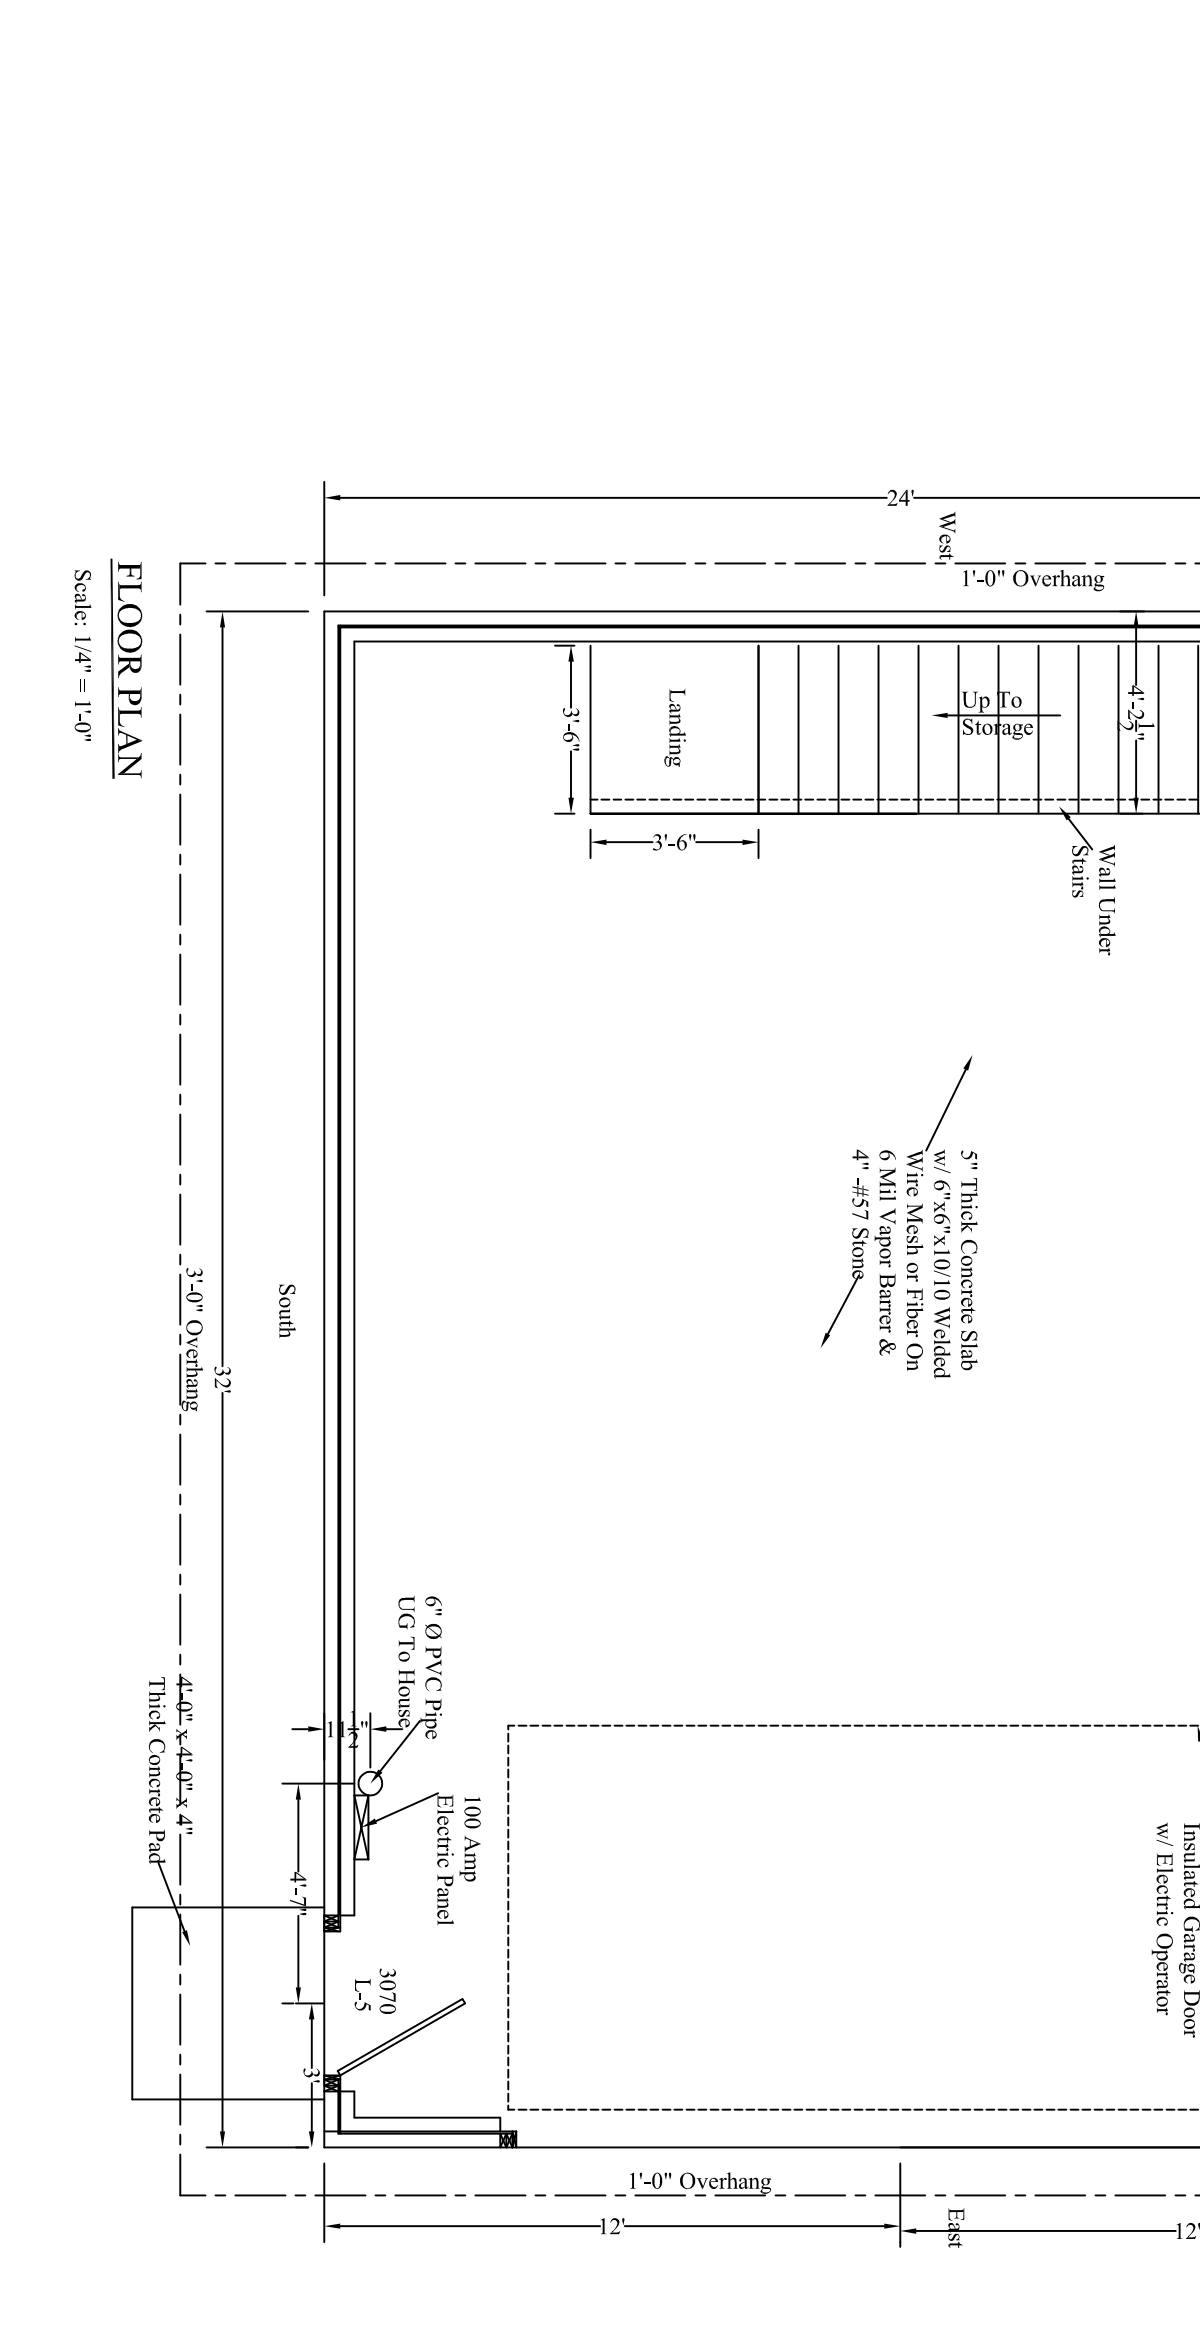 24'
West
1'-0" Overhang
FLOOR PLAN
Scale: 1/4" = 1'-0"
Landing
3'-6"
3'-6"
Up To
Storage
4'-2 1/2"
Wall Under
Stairs
5" Thick Concrete Slab
w/ 6"x6"x10/10 Welded
Wire Mesh or Fiber On
6 Mil Vapor Barrer &
4" -#57 Stone
South
3'-0" Overhang
32'
6" Ø PVC Pipe
UG To House
11 1/2"
4'-0" x 4'-0" x 4"
Thick Concrete Pad
100 Amp
Electric Panel
4'-7"
3070
L-5
3'
Insulated Garage Door
w/ Electric Operator
1'-0" Overhang
East
12'
12'